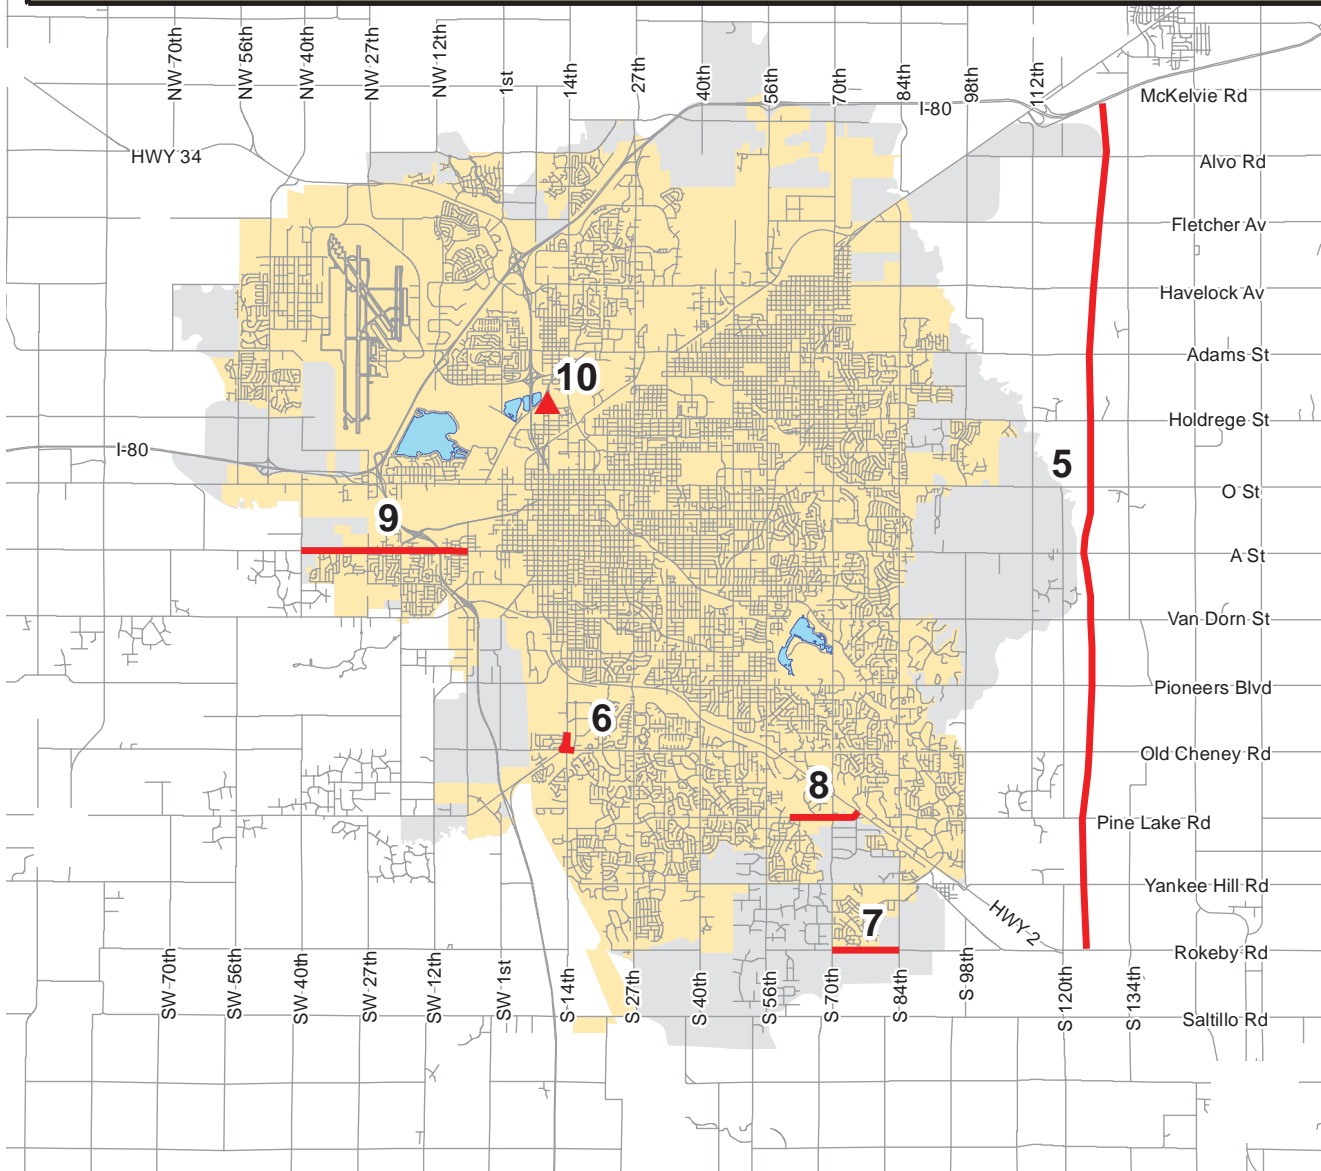 NW 70th
NW 56th
NW 40th
NW 27th
NW 12th
1st
14th
27th
40th
56th
70th
84th
98th
112th
McKelvie Rd
I-80
HWY 34
Alvo Rd
Fletcher Av
Havelock Av
Adams St
10
Holdrege St
I-80
5
O St
9
A St
Van Dorn St
Pioneers Blvd
6
Old Cheney Rd
8
Pine Lake Rd
Yankee Hill Rd
HWY 2
7
Rokeby Rd
SW 70th
SW 56th
SW 40th
SW 27th
SW 12th
SW 1st
S 14th
S 27th
S 40th
S 56th
S 70th
S 84th
S 98th
S 120th
S 134th
Saltillo Rd